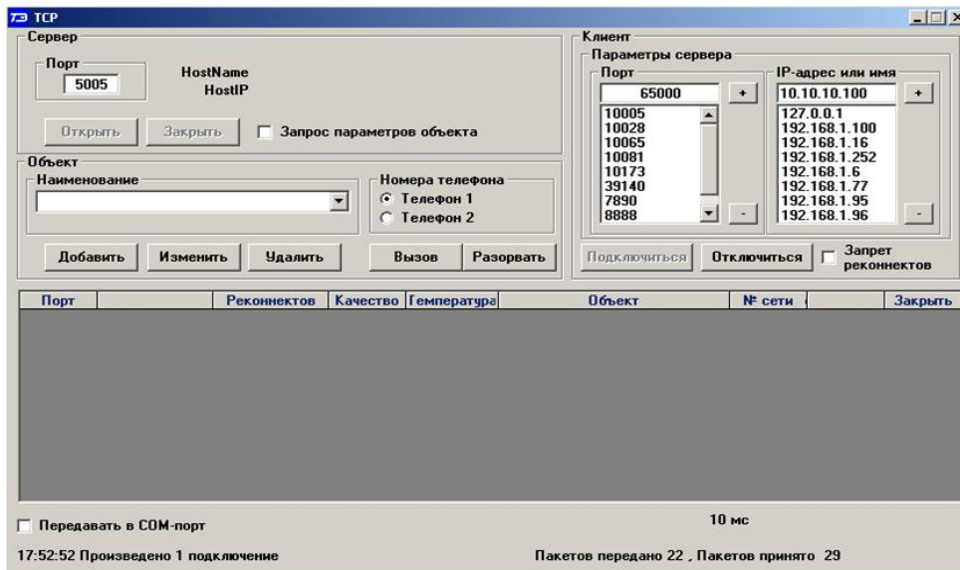 ТЭ TCP
Сервер
Порт
5005
HostName
HostIP
Открыть Закрыть Запрос параметров объекта
Объект
Наименование
Номера телефона
Телефон 1
Телефон 2
Добавить Изменить Удалить Вызов Разорвать
Клиент
Параметры сервера
Порт
65000 +
10005
10028
10065
10081
10173
39140
7890
8888
-
IP-адрес или имя
10.10.10.100 +
127.0.0.1
192.168.1.100
192.168.1.16
192.168.1.252
192.168.1.6
192.168.1.77
192.168.1.95
192.168.1.96
-
Подключиться Отключиться Запрет
реконнектов
Порт Реконнектов Качество Температура Объект № сети Закрыть
Передавать в COM-порт
10 мс
17:52:52 Произведено 1 подключение
Пакетов передано 22 , Пакетов принято 29